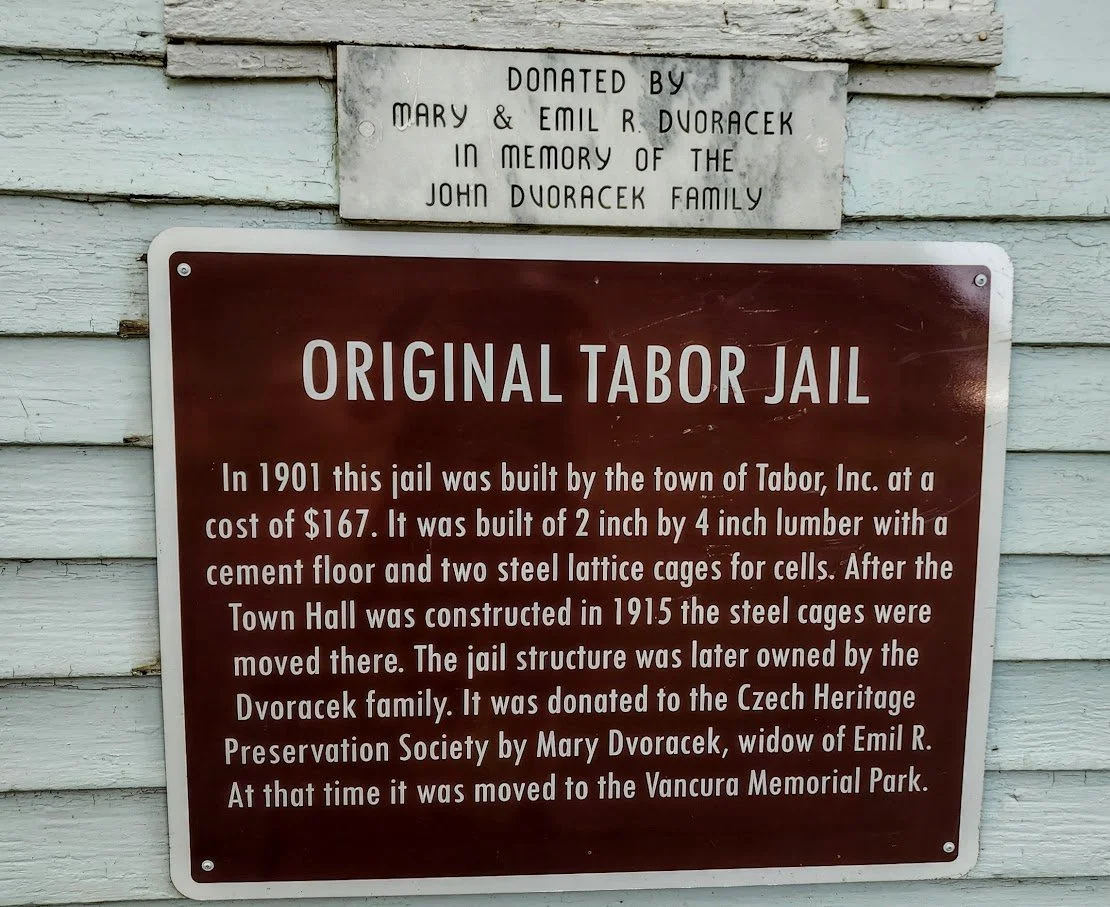 DONATED BY
MARY & EMIL R. DVORACEK
IN MEMORY OF THE
JOHN DVORACEK FAMILY
ORIGINAL TABOR JAIL
In 1901 this jail was built by the town of Tabor, Inc. at a
cost of $167. It was built of 2 inch by 4 inch lumber with a
cement floor and two steel lattice cages for cells. After the
Town Hall was constructed in 1915 the steel cages were
moved there. The jail structure was later owned by the
Dvoracek family. It was donated to the Czech Heritage
Preservation Society by Mary Dvoracek, widow of Emil R.
At that time it was moved to the Vancura Memorial Park.